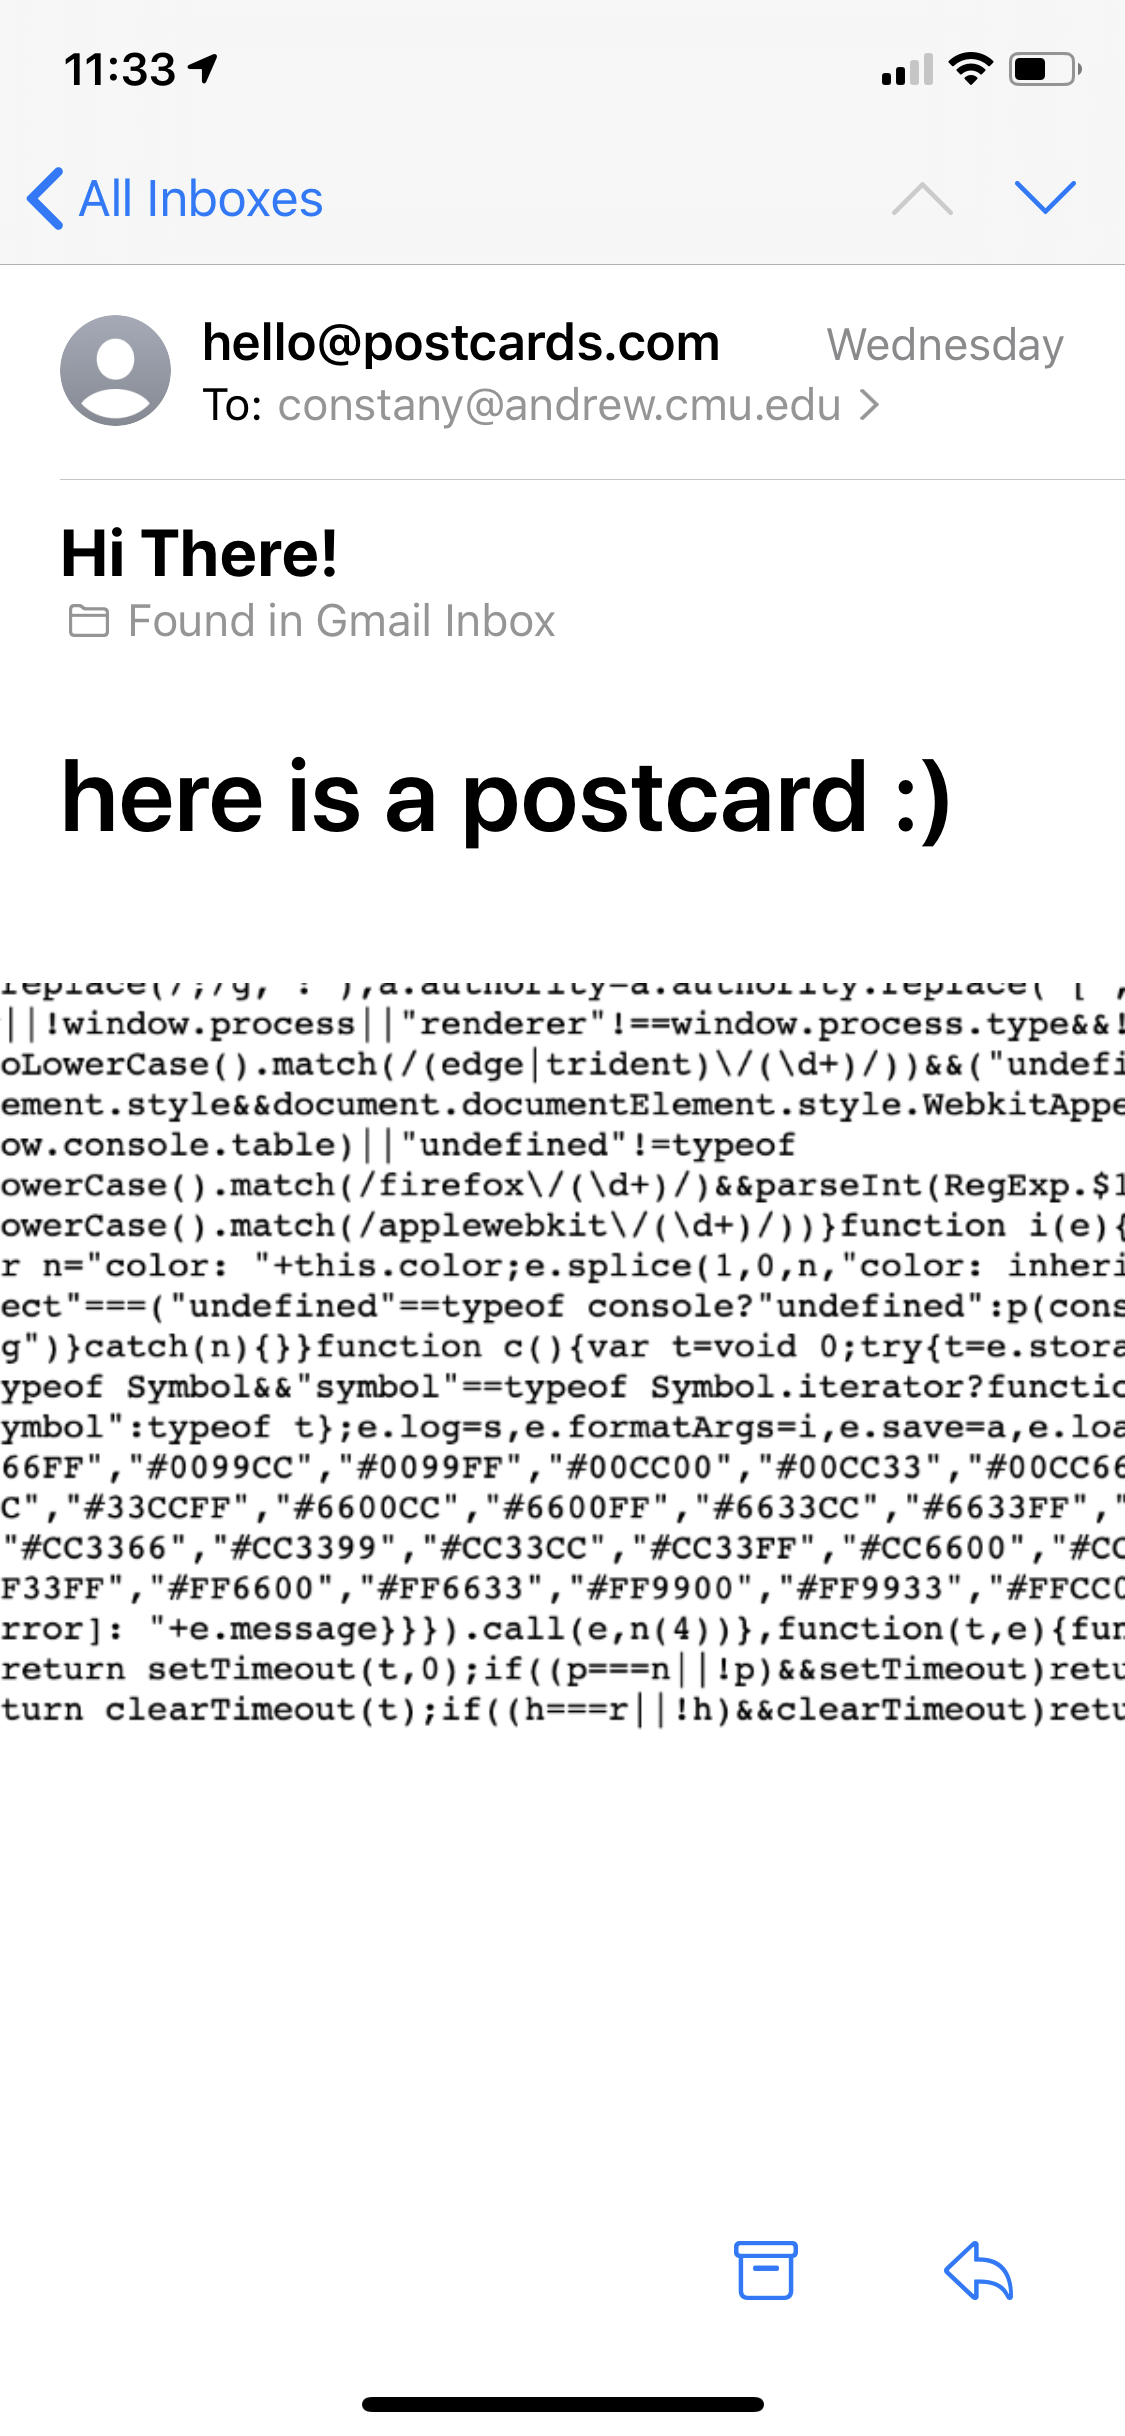 11:33
All Inboxes
hello@postcards.com
Wednesday
To: constany@andrew.cmu.edu
Hi There!
Found in Gmail Inbox
here is a postcard :)
replace(/;/g,":"),a.authority=a.authority.replace("[",
||!window.process||"renderer"!==window.process.type&&!
oLowerCase().match(/(edge|trident)\/(\d+)/))&&("undefi
ement.style&&document.documentElement.style.WebkitAppe
ow.console.table)||"undefined"!=typeof
owerCase().match(/firefox\/(\d+)/)&&parseInt(RegExp.$1
owerCase().match(/applewebkit\/(\d+)/))}function i(e){
r n="color: "+this.color;e.splice(1,0,n,"color: inheri
ect"===("undefined"==typeof console?"undefined":p(cons
g")}catch(n){}}function c(){var t=void 0;try{t=e.stora
ypeof Symbol&&"symbol"==typeof Symbol.iterator?functio
ymbol":typeof t};e.log=s,e.formatArgs=i,e.save=a,e.loa
66FF","#0099CC","#0099FF","#00CC00","#00CC33","#00CC66
C","#33CCFF","#6600CC","#6600FF","#6633CC","#6633FF","
"#CC3366","#CC3399","#CC33CC","#CC33FF","#CC6600","#CC
F33FF","#FF6600","#FF6633","#FF9900","#FF9933","#FFCC0
rror]: "+e.message}}}).call(e,n(4))},function(t,e){fun
return setTimeout(t,0);if((p===n||!p)&&setTimeout)retu
turn clearTimeout(t);if((h===r||!h)&&clearTimeout)retu